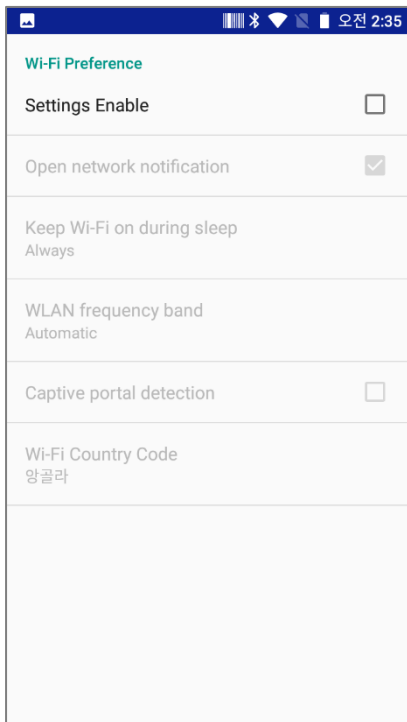 오전 2:35
Wi-Fi Preference
Settings Enable
Open network notification
Keep Wi-Fi on during sleep
Always
WLAN frequency band
Automatic
Captive portal detection
Wi-Fi Country Code
앙골라